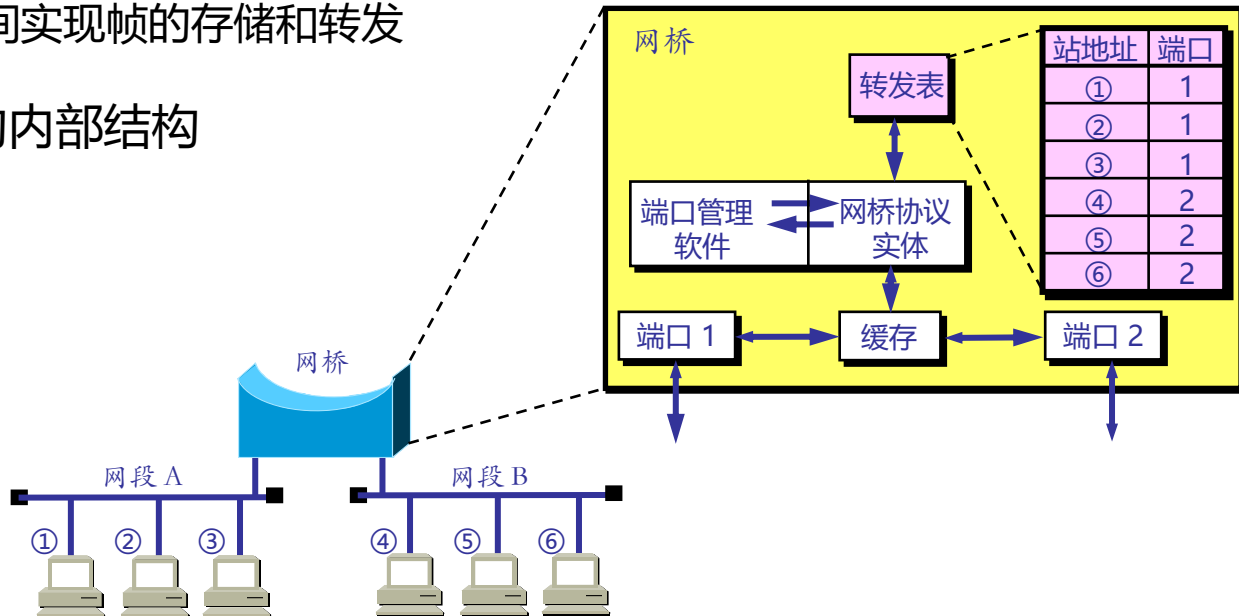 间实现帧的存储和转发
内部结构
网桥
转发表
站地址 端口
① 1
② 1
③ 1
④ 2
⑤ 2
⑥ 2
端口管理
软件
网桥协议
实体
端口 1
缓存
端口 2
网桥
网段 A
网段 B
① ② ③ ④ ⑤ ⑥